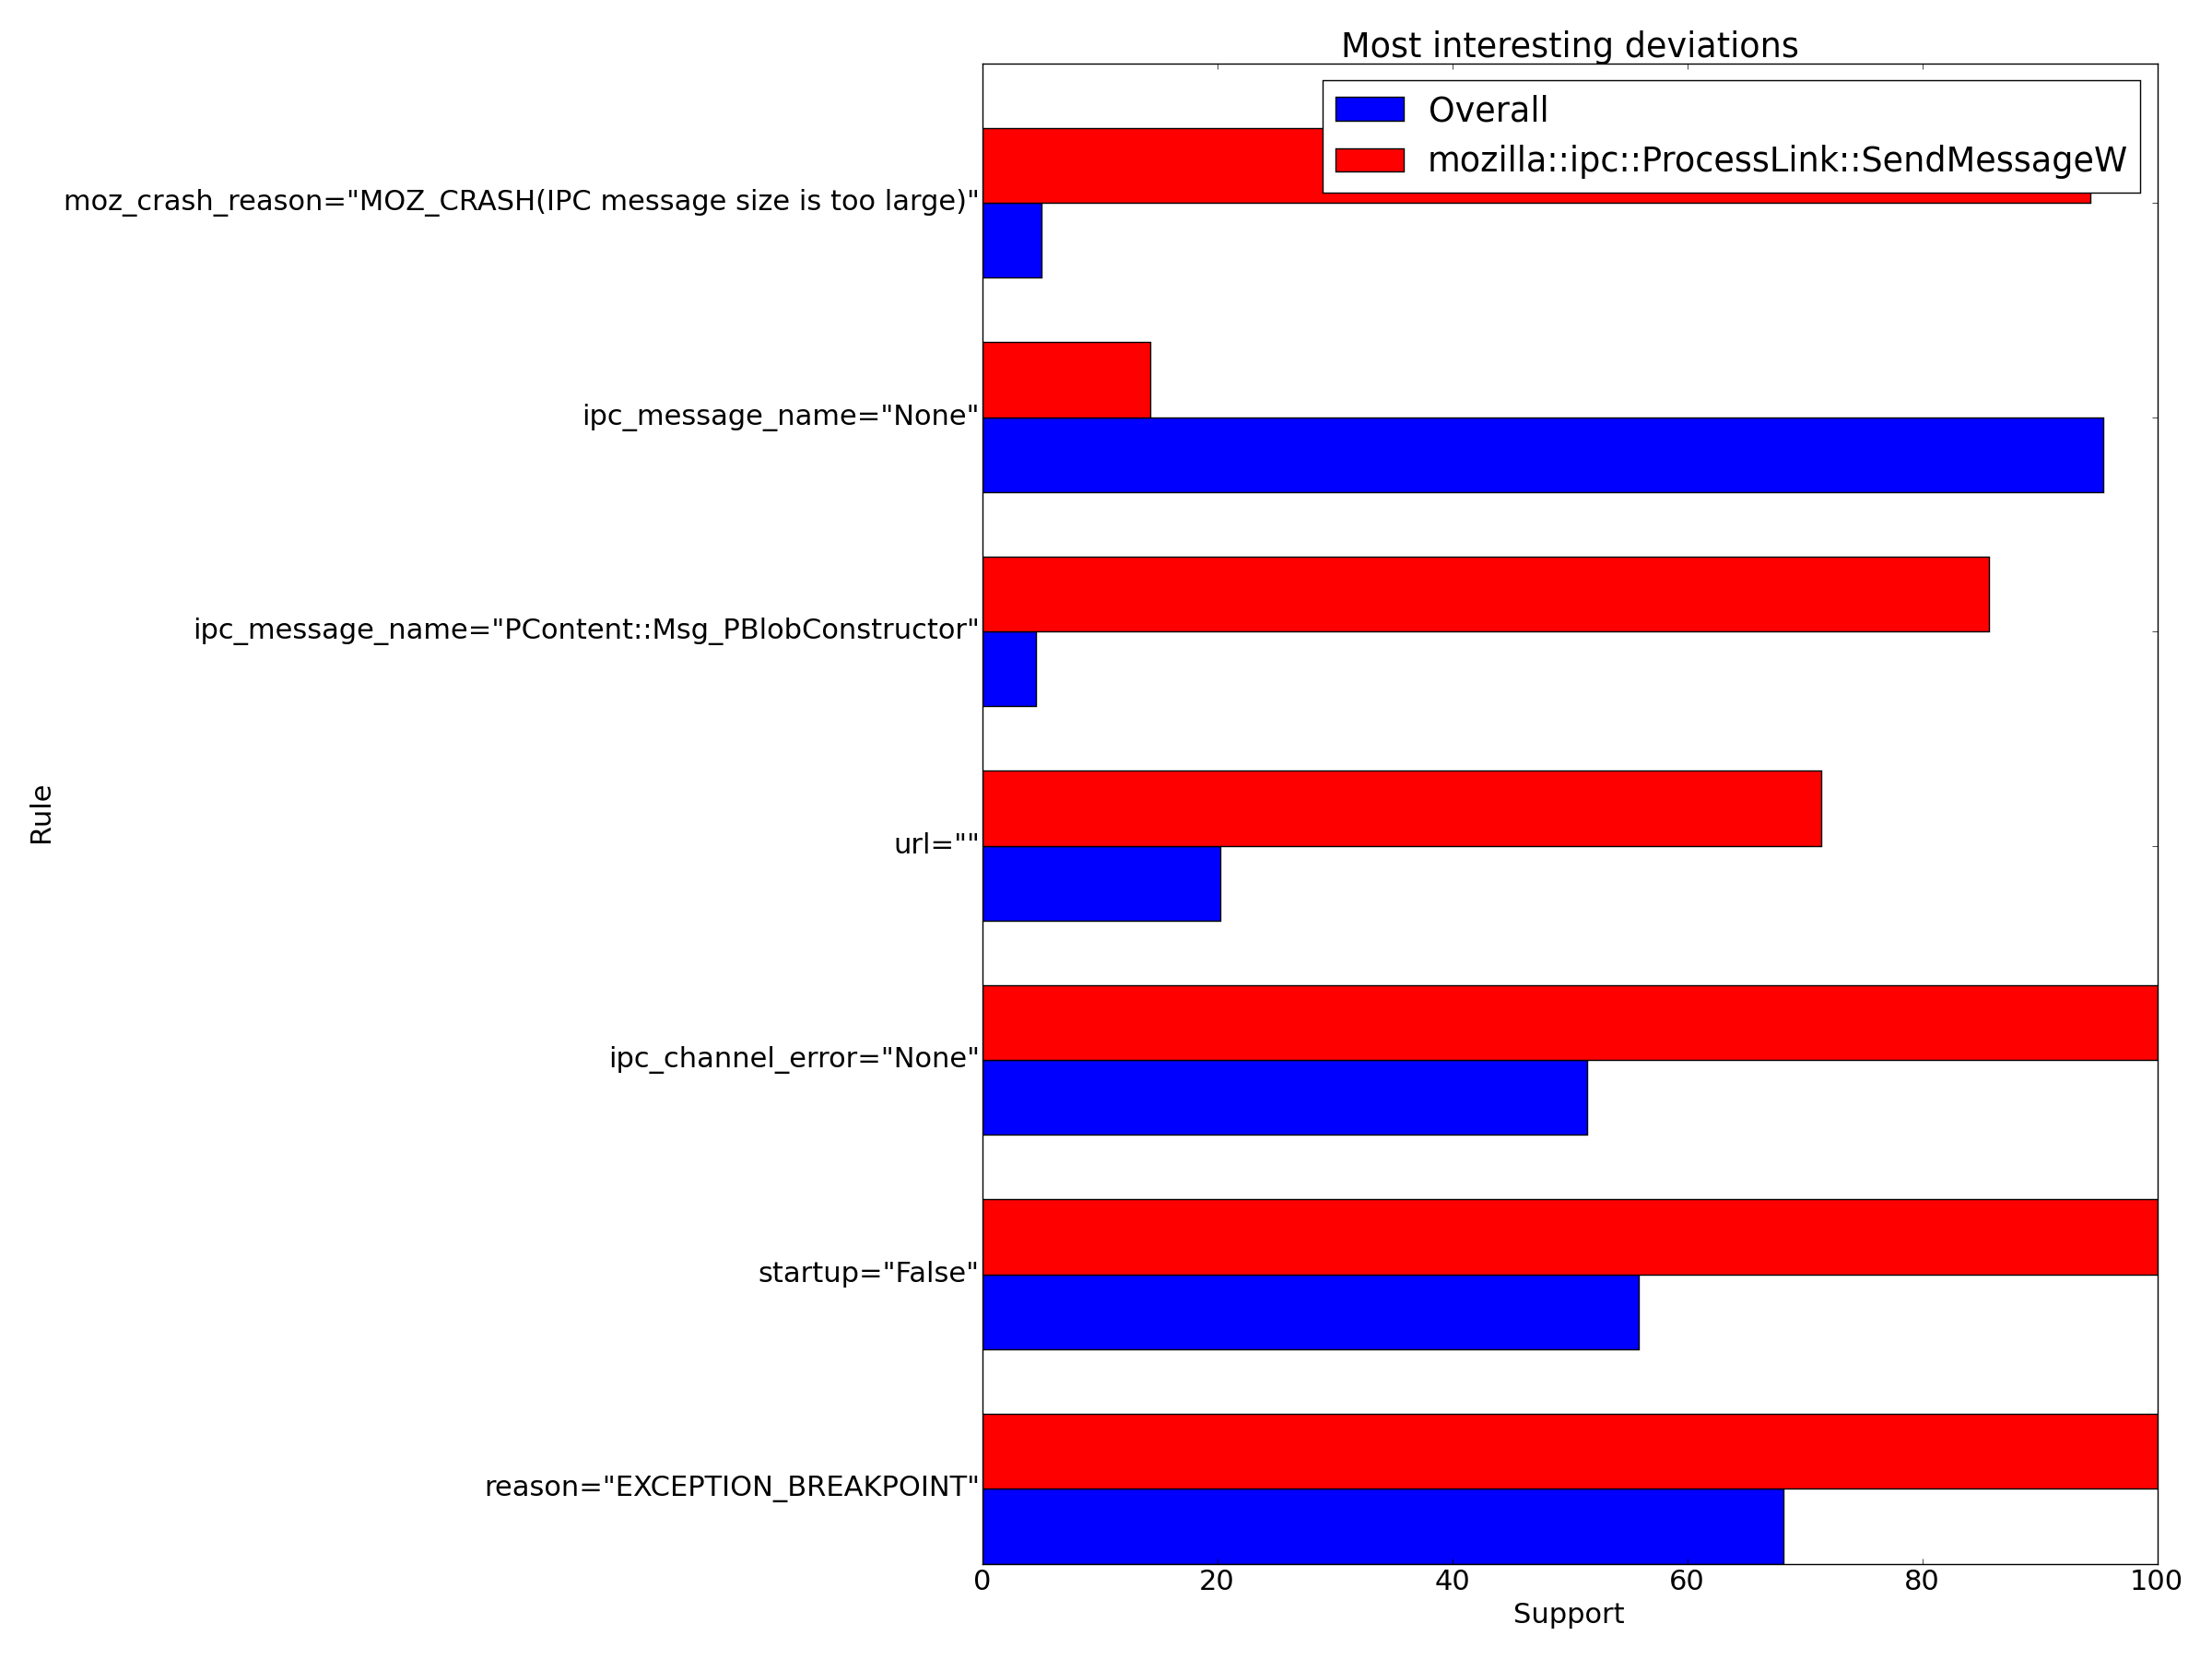 Most interesting deviations
Overall
mozilla::ipc::ProcessLink::SendMessageW
moz_crash_reason="MOZ_CRASH(IPC message size is too large)"
ipc_message_name="None"
ipc_message_name="PContent::Msg_PBlobConstructor"
url=""
ipc_channel_error="None"
startup="False"
reason="EXCEPTION_BREAKPOINT"
Rule
0 20 40 60 80 100
Support